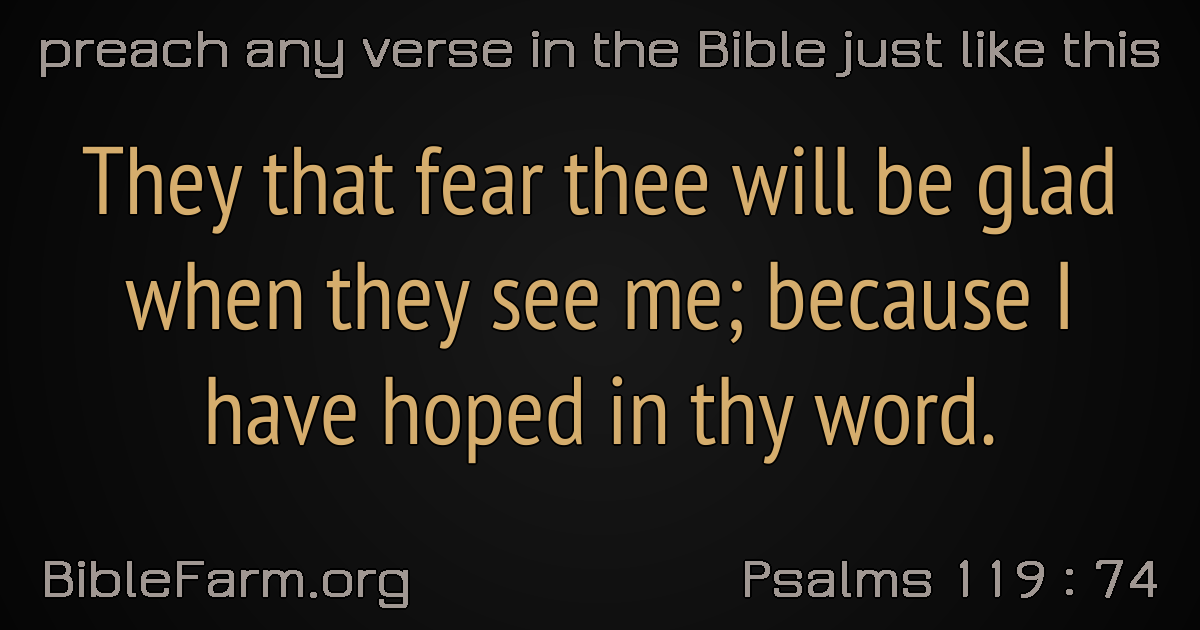 preach any verse in the Bible just like this
They that fear thee will be glad
when they see me; because I
have hoped in thy word.
BibleFarm.org
Psalms 119 : 74